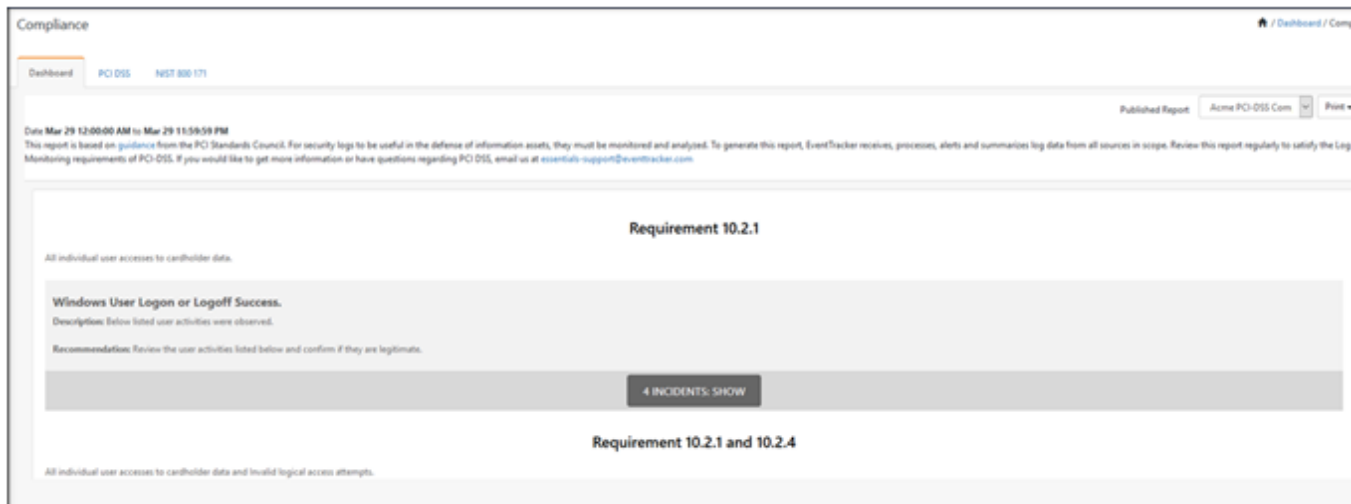 Compliance
/ Dashboard / Comp
Dashboard PCI DSS NIST 800 171
Published Report Acme PCI-DSS Com Print
Date Mar 29 12:00:00 AM to Mar 29 11:59:59 PM
This report is based on guidance from the PCI Standards Council. For security logs to be useful in the defense of information assets, they must be monitored and analyzed. To generate this report, EventTracker receives, processes, alerts and summarizes log data from all sources in scope. Review this report regularly to satisfy the Log
Monitoring requirements of PCI-DSS. If you would like to get more information or have questions regarding PCI DSS, email us at essentials-support@eventtracker.com
Requirement 10.2.1
All individual user accesses to cardholder data.
Windows User Logon or Logoff Success.
Description: Below listed user activities were observed.
Recommendation: Review the user activities listed below and confirm if they are legitimate.
4 INCIDENTS: SHOW
Requirement 10.2.1 and 10.2.4
All individual user accesses to cardholder data and Invalid logical access attempts.